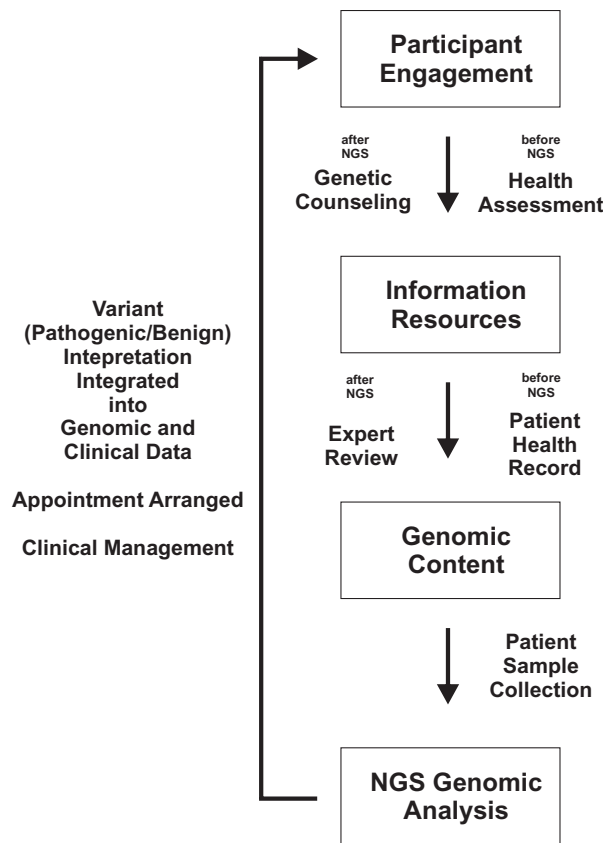 Participant
Engagement
after
NGS
Genetic
Counseling
before
NGS
Health
Assessment
Information
Resources
Variant
(Pathogenic/Benign)
Intepretation
Integrated
into
Genomic and
Clinical Data
Appointment Arranged
Clinical Management
after
NGS
Expert
Review
before
NGS
Patient
Health
Record
Genomic
Content
Patient
Sample
Collection
NGS Genomic
Analysis